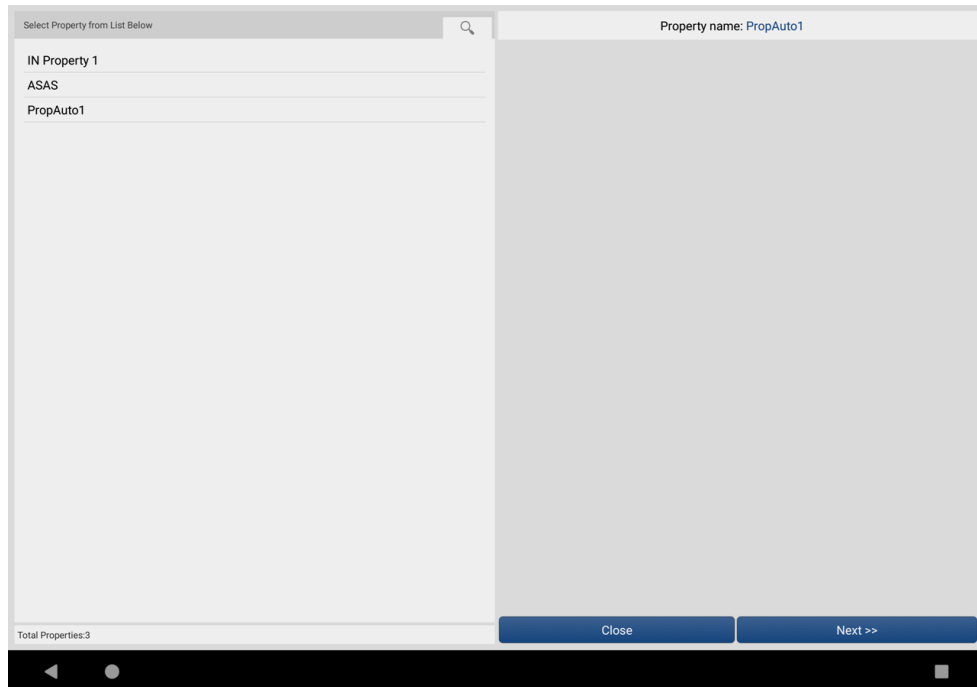 Select Property from List Below
Property name: PropAuto1
IN Property 1
ASAS
PropAuto1
Total Properties:3
Close
Next >>